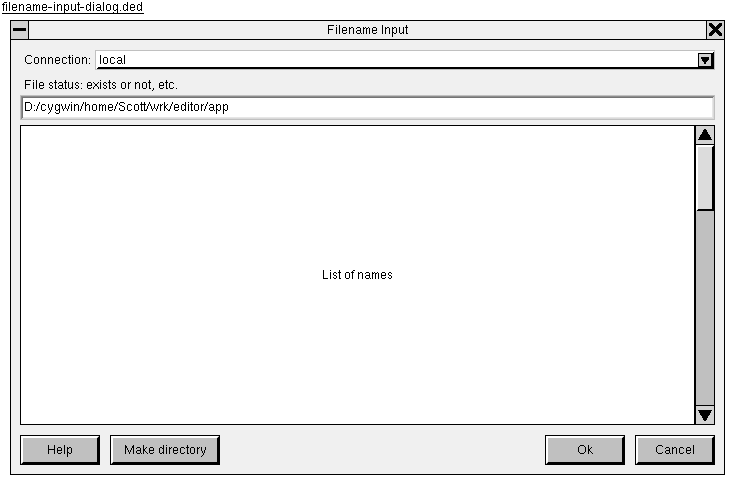 filename-input-dialog.ded
Filename Input
Connection: local
File status: exists or not, etc.
D:/cygwin/home/Scott/wrk/editor/app
List of names
Help Make directory Ok Cancel